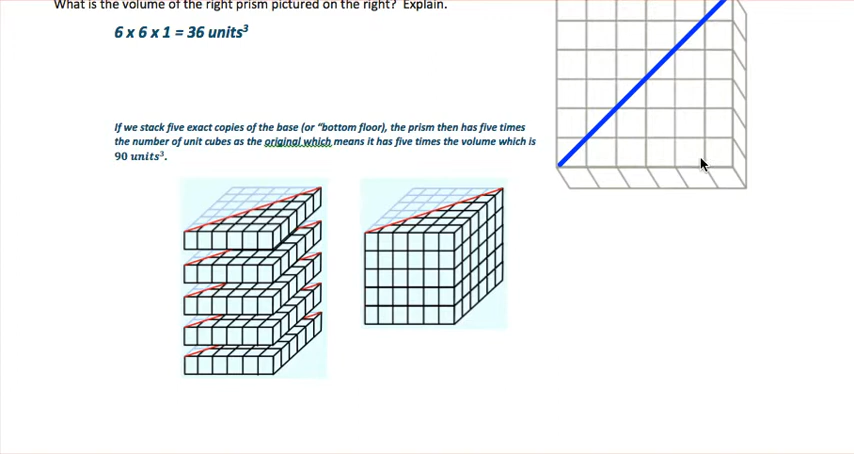 What is the volume of the right prism pictured on the right? Explain.
6 x 6 x 1 = 36 units³
If we stack five exact copies of the base (or "bottom floor), the prism then has five times
the number of unit cubes as the original,which means it has five times the volume which is
90 units³.